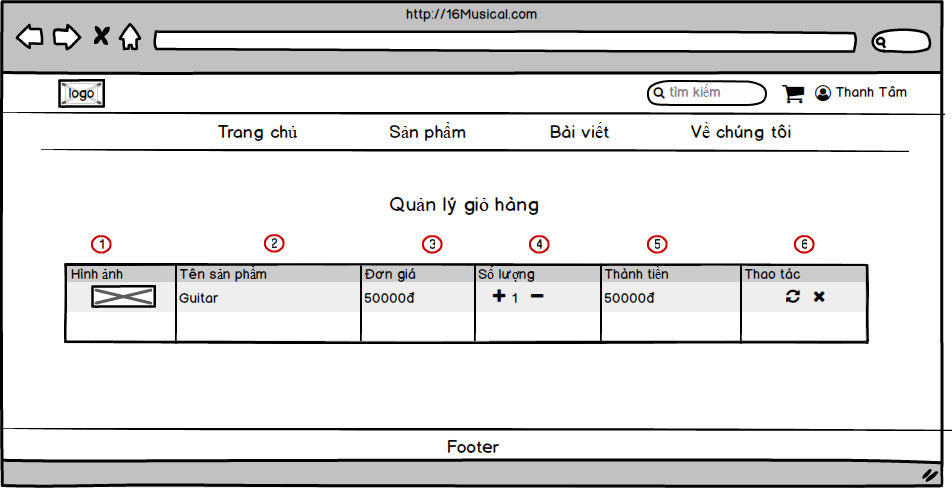 http://16Musical.com
logo
tìm kiếm
Thanh Tâm
Trang chủ Sản phẩm Bài viết Về chúng tôi
Quản lý giỏ hàng
1 2 3 4 5 6
Hình ảnh Tên sản phẩm Đơn giá Số lượng Thành tiền Thao tác
Guitar 50000đ 1 50000đ
Footer